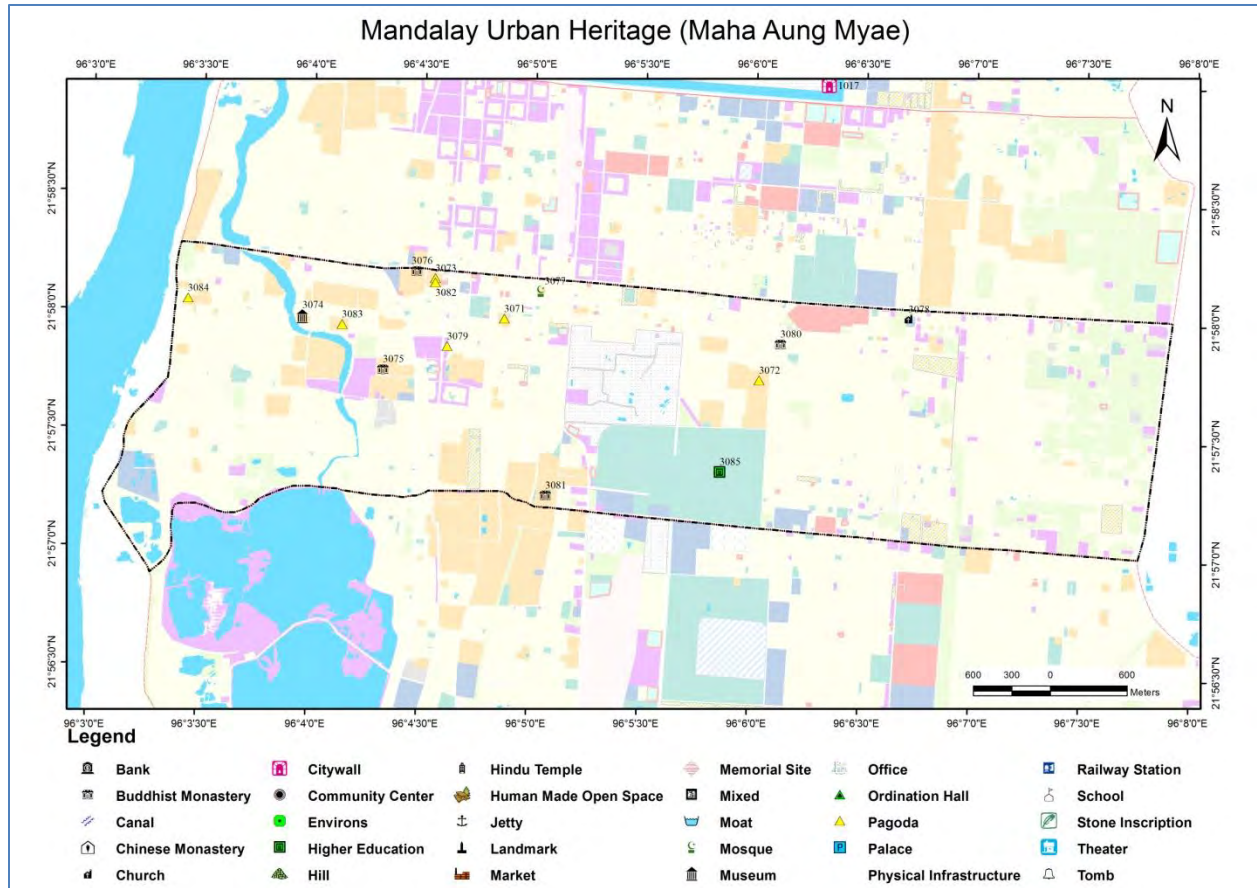 Mandalay Urban Heritage (Maha Aung Myae)
96°3'0"E 96°3'30"E 96°4'0"E 96°4'30"E 96°5'0"E 96°5'30"E 96°6'0"E 96°6'30"E 96°7'0"E 96°7'30"E 96°8'0"E
1017
N
21°58'30"N
21°58'30"N
3076
3073
3077
3082
3084
3074
3083
3071
3078
21°58'0"N
21°58'0"N
3079
3080
3075
3072
21°57'30"N
21°57'30"N
3085
3081
21°57'0"N
21°57'0"N
21°56'30"N
21°56'30"N
600 300 0 600
Meters
96°3'0"E 96°3'30"E 96°4'0"E 96°4'30"E 96°5'0"E 96°5'30"E 96°6'0"E 96°6'30"E 96°7'0"E 96°7'30"E 96°8'0"E
Legend
Bank
Buddhist Monastery
Canal
Chinese Monastery
Church
Citywall
Community Center
Environs
Higher Education
Hill
Hindu Temple
Human Made Open Space
Jetty
Landmark
Market
Memorial Site
Mixed
Moat
Mosque
Museum
Office
Ordination Hall
Pagoda
P Palace
Physical Infrastructure
Railway Station
School
Stone Inscription
Theater
Tomb